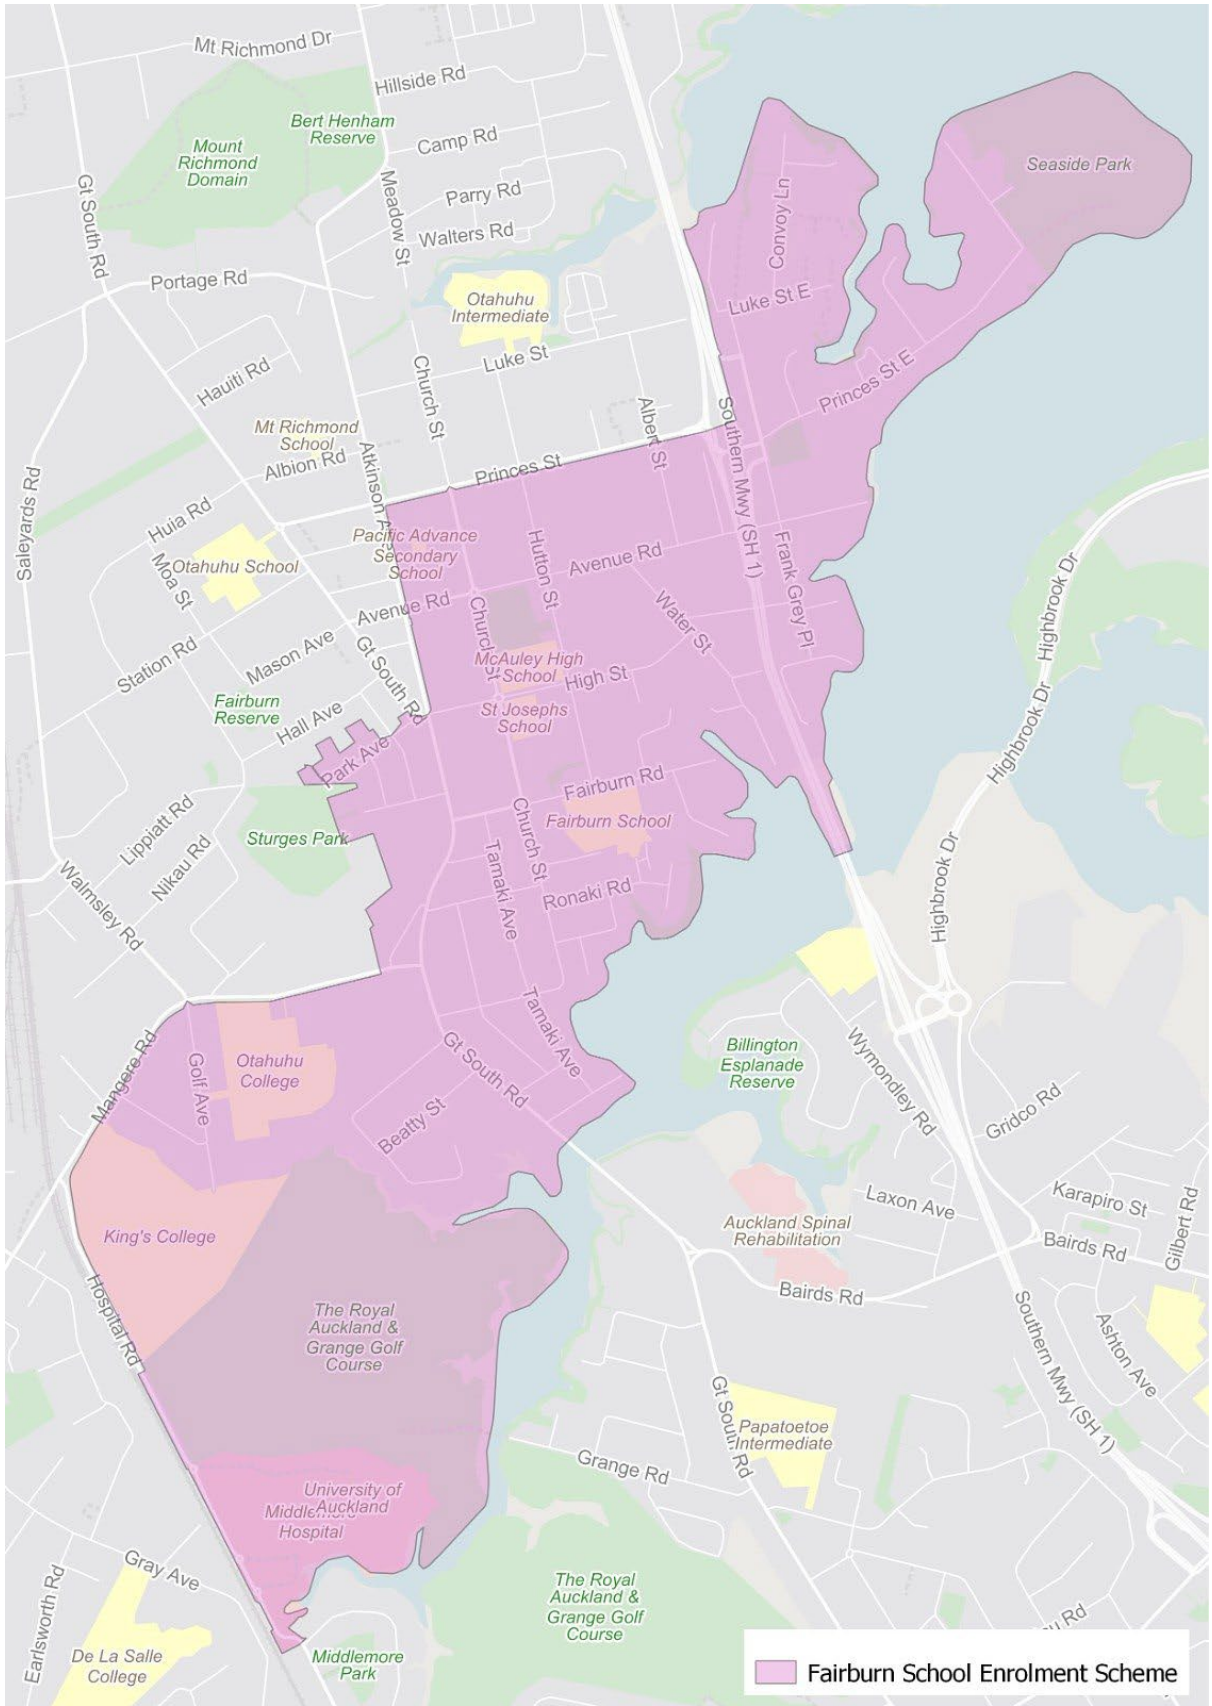 Mt Richmond Dr
Hillside Rd
Bert Henham
Reserve
Mount
Richmond
Domain
Camp Rd
Seaside Park
Gt South Rd
Meadow St
Parry Rd
Convoy Ln
Walters Rd
Portage Rd
Otahuhu
Intermediate
Luke St E
Luke St
Hauiti Rd
Church St
Princes St E
Albert St
Southern Mwy (SH 1)
Mt Richmond
School
Albion Rd
Atkinson A
Princes St
Saleyards Rd
Huia Rd
Pacific Advance
Secondary
School
Hutton St
Avenue Rd
Frank Grey Pl
Otahuhu School
Moa St
Highbrook Dr
Avenue Rd
Church St
Water St
Station Rd
Mason Ave
Gt South Rd
McAuley High
School
High St
Fairburn
Reserve
Hall Ave
St Josephs
School
Highbrook Dr
Park Ave
Fairburn Rd
Lippiatt Rd
Sturges Park
Church St
Fairburn School
Nikau Rd
Tamaki Ave
Ronaki Rd
Highbrook Dr
Walmsley Rd
Tamaki Ave
Mangere Rd
Golf Ave
Otahuhu
College
Gt South Rd
Billington
Esplanade
Reserve
Wymondley Rd
Gridco Rd
Beatty St
Laxon Ave
Karapiro St
Gilbert Rd
King's College
Auckland Spinal
Rehabilitation
Bairds Rd
Bairds Rd
Hospital Rd
The Royal
Auckland &
Grange Golf
Course
Southern Mwy (SH 1)
Ashton Ave
Gt South Rd
Papatoetoe
Intermediate
Grange Rd
University of
Auckland
Middlemore
Hospital
Gray Ave
Earlsworth Rd
The Royal
Auckland &
Grange Golf
Course
De La Salle
College
Middlemore
Park
Rd
Fairburn School Enrolment Scheme